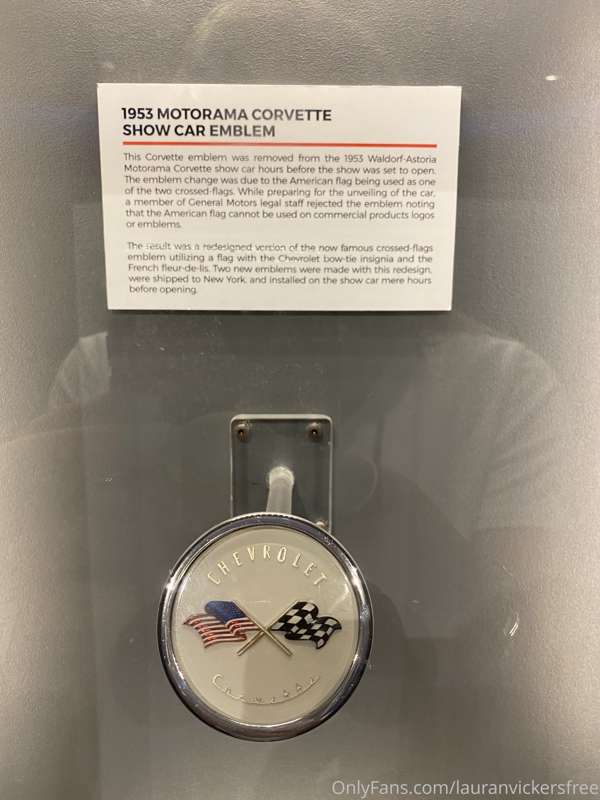 1953 MOTORAMA CORVETTE
SHOW CAR EMBLEM
This Corvette emblem was removed from the 1953 Waldorf-Astoria
Motorama Corvette show car hours before the show was set to open.
The emblem change was due to the American flag being used as one
of the two crossed-flags. While preparing for the unveiling of the car,
a member of General Motors legal staff rejected the emblem noting
that the American flag cannot be used on commercial products logos
or emblems.
The result was a redesigned version of the now famous crossed-flags
emblem utilizing a flag with the Chevrolet bow-tie insignia and the
French fleur-de-lis. Two new emblems were made with this redesign,
were shipped to New York, and installed on the show car mere hours
before opening.
CHEVROLET
Corvette
OnlyFans.com/lauranvickersfree